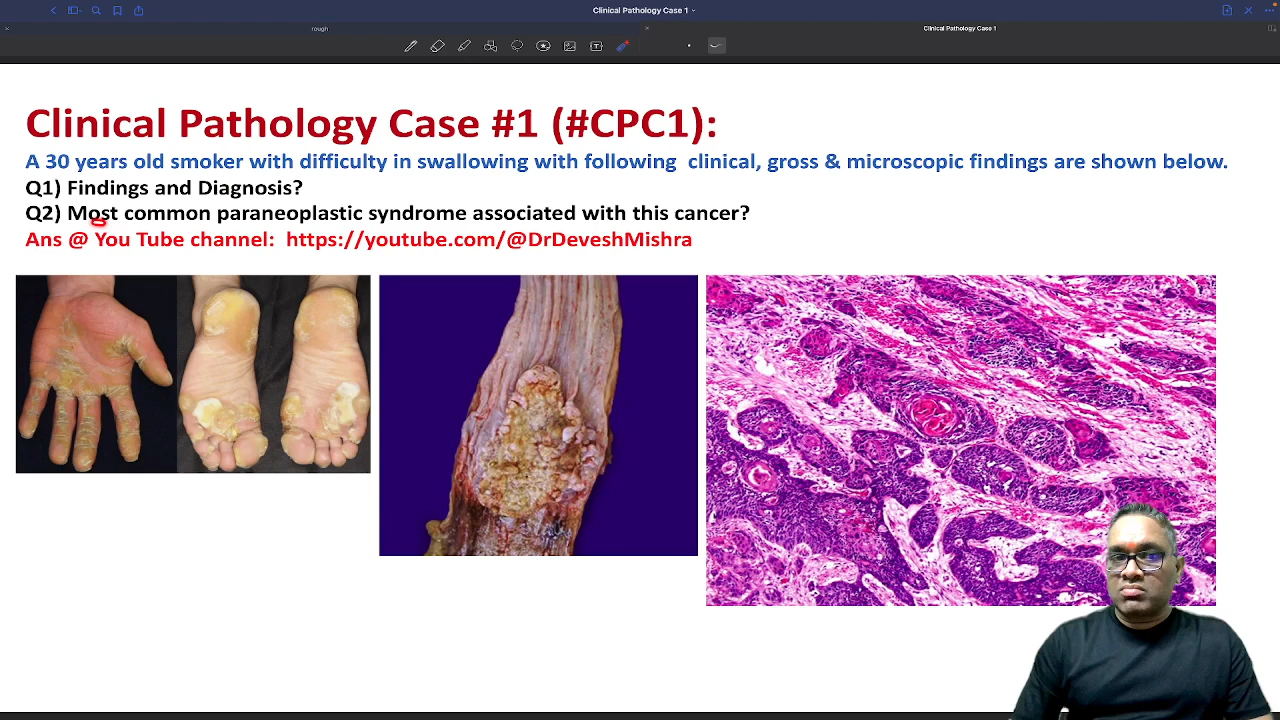 Clinical Pathology Case 1
rough
Clinical Pathology Case 1
Clinical Pathology Case #1 (#CPC1):
A 30 years old smoker with difficulty in swallowing with following clinical, gross & microscopic findings are shown below.
Q1) Findings and Diagnosis?
Q2) Most common paraneoplastic syndrome associated with this cancer?
Ans @ You Tube channel: https://youtube.com/@DrDeveshMishra